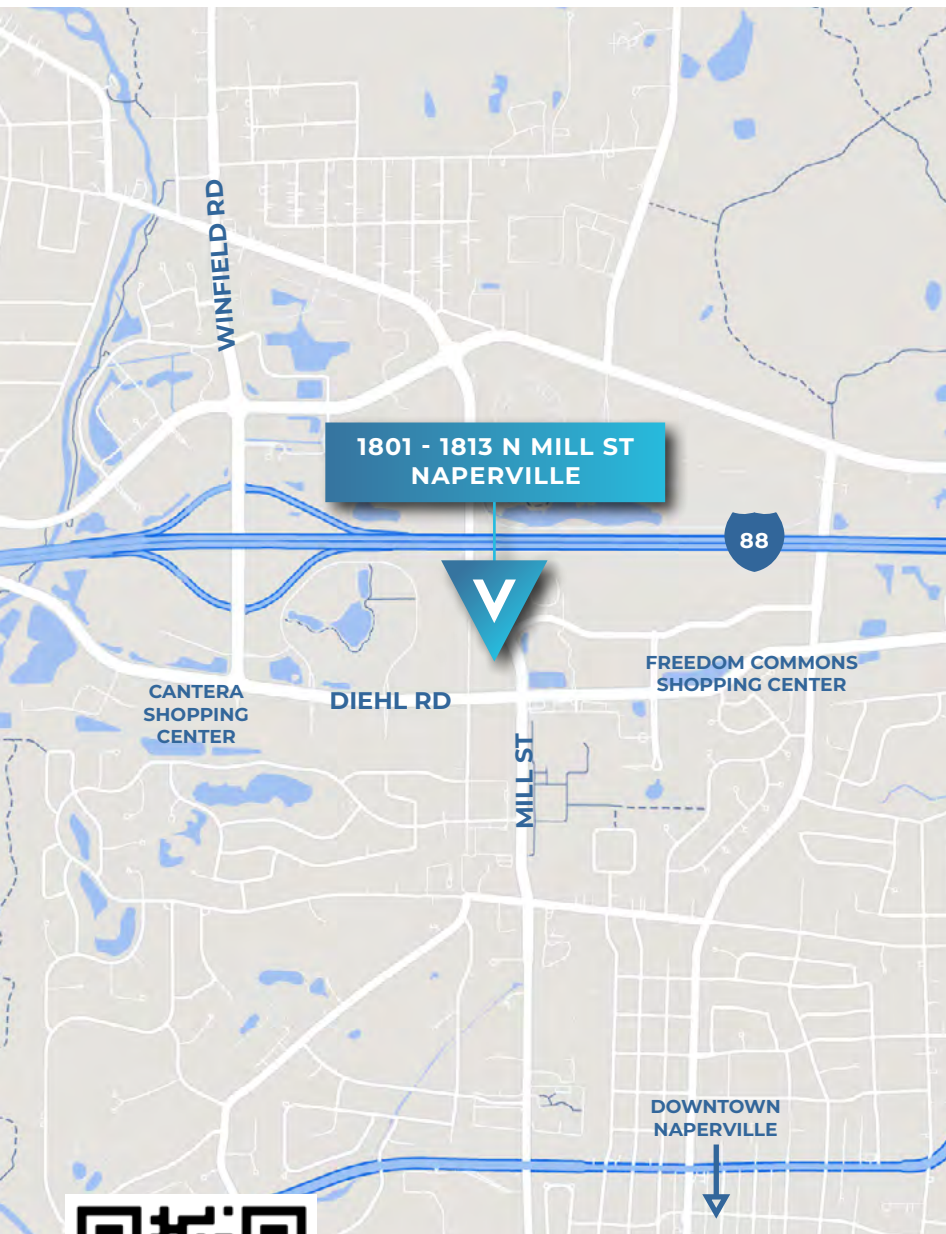 WINFIELD RD
1801 - 1813 N MILL ST
NAPERVILLE
88
V
FREEDOM COMMONS
SHOPPING CENTER
CANTERA
SHOPPING
CENTER
DIEHL RD
MILL ST
DOWNTOWN
NAPERVILLE